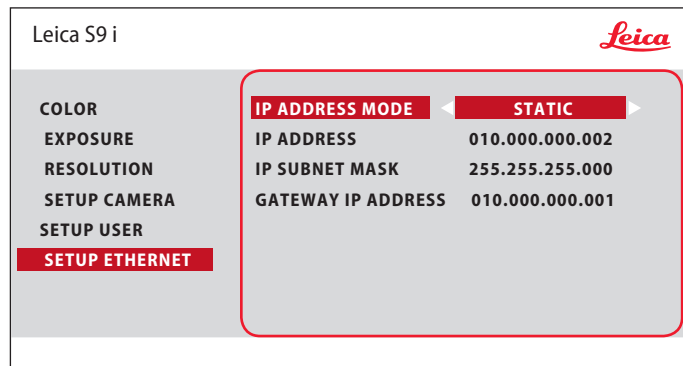 Leica S9 i
Leica
COLOR
EXPOSURE
RESOLUTION
SETUP CAMERA
SETUP USER
SETUP ETHERNET
IP ADDRESS MODE STATIC
IP ADDRESS 010.000.000.002
IP SUBNET MASK 255.255.255.000
GATEWAY IP ADDRESS 010.000.000.001